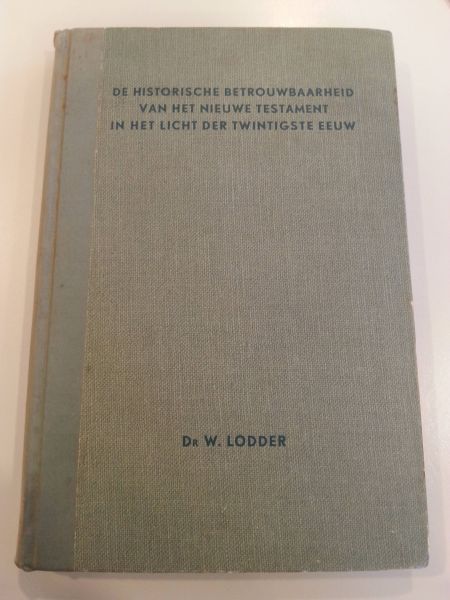 DE HISTORISCHE BETROUWBAARHEID
VAN HET NIEUWE TESTAMENT
IN HET LICHT DER TWINTIGSTE EEUW
DR W. LODDER